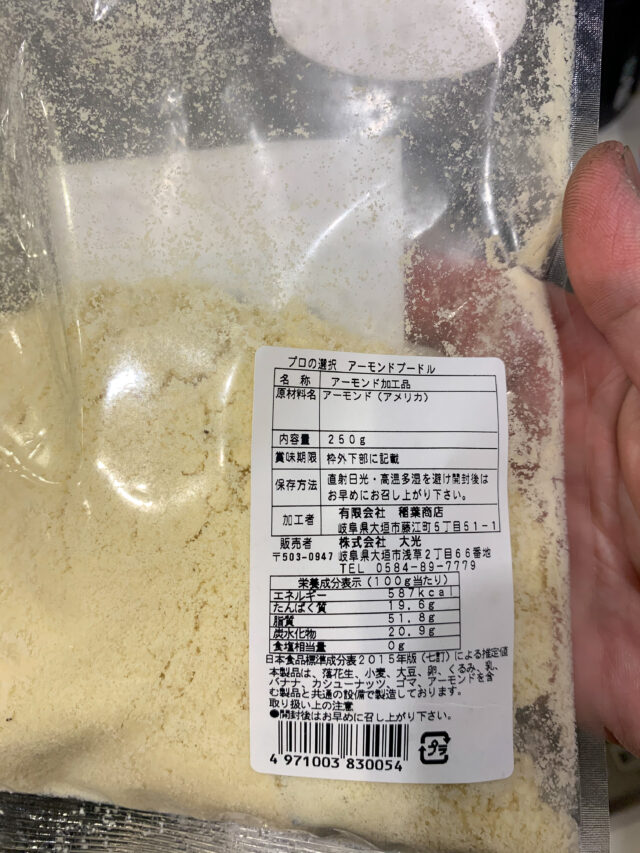 プロの選択 アーモンドプードル
名 称 アーモンド加工品
原材料名 アーモンド(アメリカ)
内容量 250g
賞味期限 枠外下部に記載
保存方法 直射日光・高温多湿を避け開封後は
お早めにお召し上がり下さい。
加工者 有限会社 稲葉商店
岐阜県大垣市藤江町5丁目51-1
販売者 株式会社 大光
〒503-0947 岐阜県大垣市浅草2丁目66番地
TEL 0584-89-7779
栄養成分表示(100g当たり)
エネルギー 587kcal
たんぱく質 19.6g
脂質 51.8g
炭水化物 20.9g
食塩相当量 0g
日本食品標準成分表2015年版(七訂)による推定値
本製品は、落花生、小麦、大豆、卵、くるみ、乳、
バナナ、カシューナッツ、ゴマ、アーモンドを含
む製品と共通の設備で製造しております。
取り扱い上の注意
●開封後はお早めに召し上がり下さい。
4 971003 830054
プラ